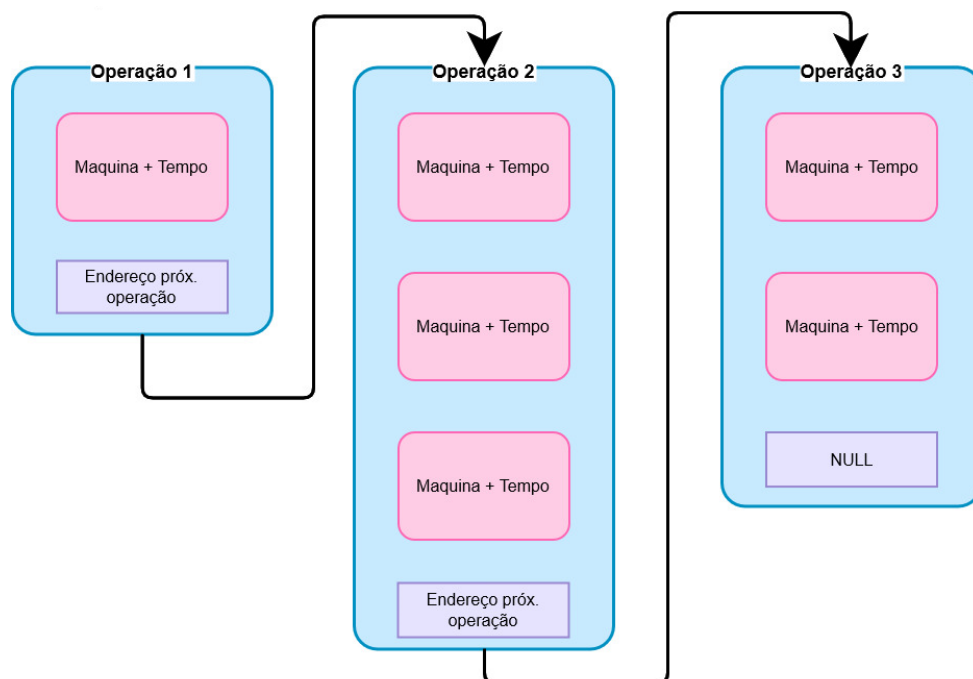 Operação 1
Maquina + Tempo
Endereço próx.
operação
Operação 2
Maquina + Tempo
Maquina + Tempo
Maquina + Tempo
Endereço próx.
operação
Operação 3
Maquina + Tempo
Maquina + Tempo
NULL